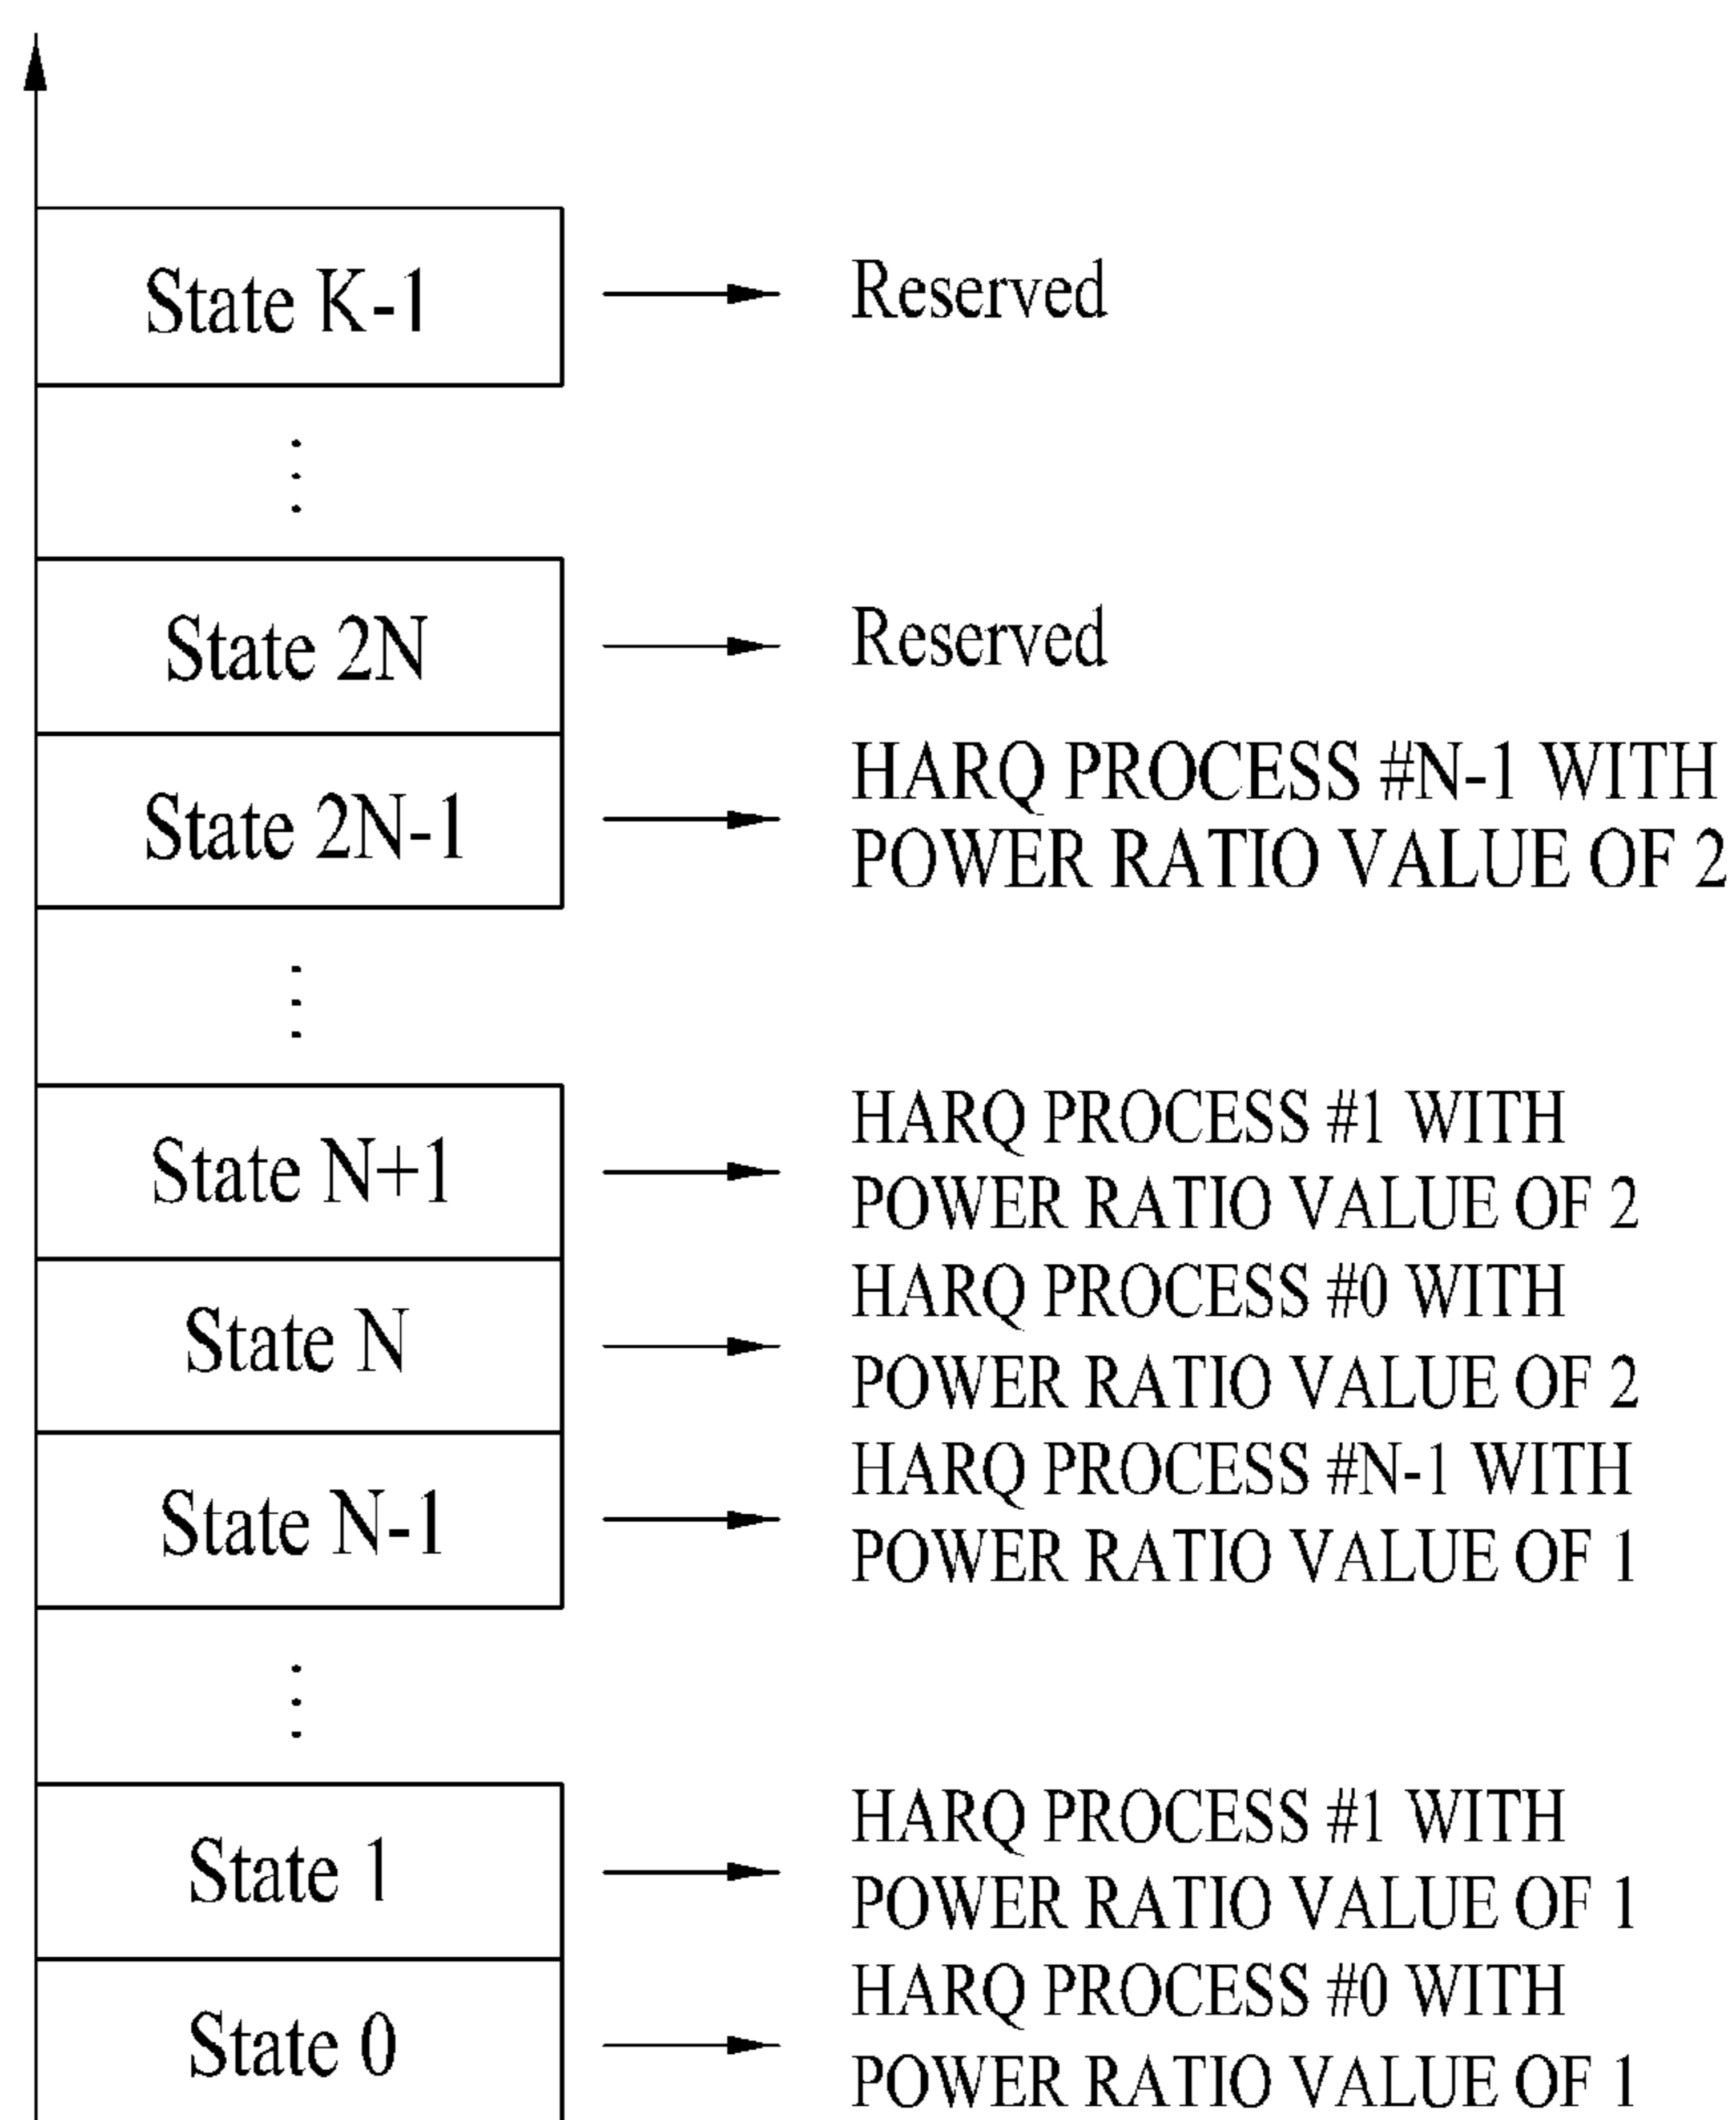 State K-1
Reserved
State 2N
Reserved
State 2N-1
HARQ PROCESS #N-1 WITH
POWER RATIO VALUE OF 2
State N+1
HARQ PROCESS #1 WITH
POWER RATIO VALUE OF 2
State N
HARQ PROCESS #0 WITH
POWER RATIO VALUE OF 2
State N-1
HARQ PROCESS #N-1 WITH
POWER RATIO VALUE OF 1
State 1
HARQ PROCESS #1 WITH
POWER RATIO VALUE OF 1
State 0
HARQ PROCESS #0 WITH
POWER RATIO VALUE OF 1